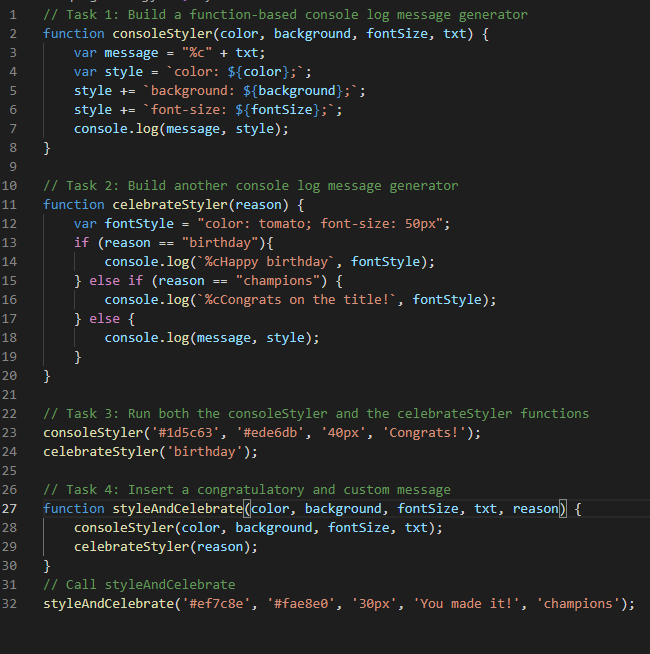 1 // Task 1: Build a function-based console log message generator
2 function consoleStyler(color, background, fontSize, txt) {
3     var message = "%c" + txt;
4     var style = `color: ${color};`;
5     style += `background: ${background};`;
6     style += `font-size: ${fontSize};`;
7     console.log(message, style);
8 }
9
10 // Task 2: Build another console log message generator
11 function celebrateStyler(reason) {
12     var fontStyle = "color: tomato; font-size: 50px";
13     if (reason == "birthday"){
14         console.log(`%cHappy birthday`, fontStyle);
15     } else if (reason == "champions") {
16         console.log(`%cCongrats on the title!`, fontStyle);
17     } else {
18         console.log(message, style);
19     }
20 }
21
22 // Task 3: Run both the consoleStyler and the celebrateStyler functions
23 consoleStyler('#1d5c63', '#ede6db', '40px', 'Congrats!');
24 celebrateStyler('birthday');
25
26 // Task 4: Insert a congratulatory and custom message
27 function styleAndCelebrate(color, background, fontSize, txt, reason) {
28     consoleStyler(color, background, fontSize, txt);
29     celebrateStyler(reason);
30 }
31 // Call styleAndCelebrate
32 styleAndCelebrate('#ef7c8e', '#fae8e0', '30px', 'You made it!', 'champions');